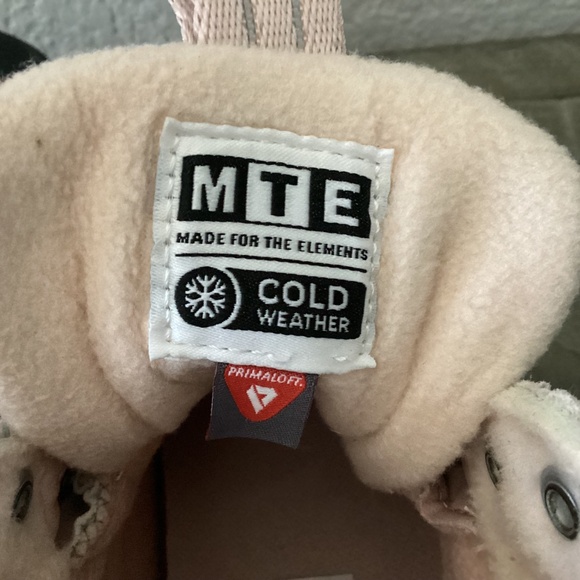 MTE
MADE FOR THE ELEMENTS
COLD
WEATHER
PRIMALOFT.